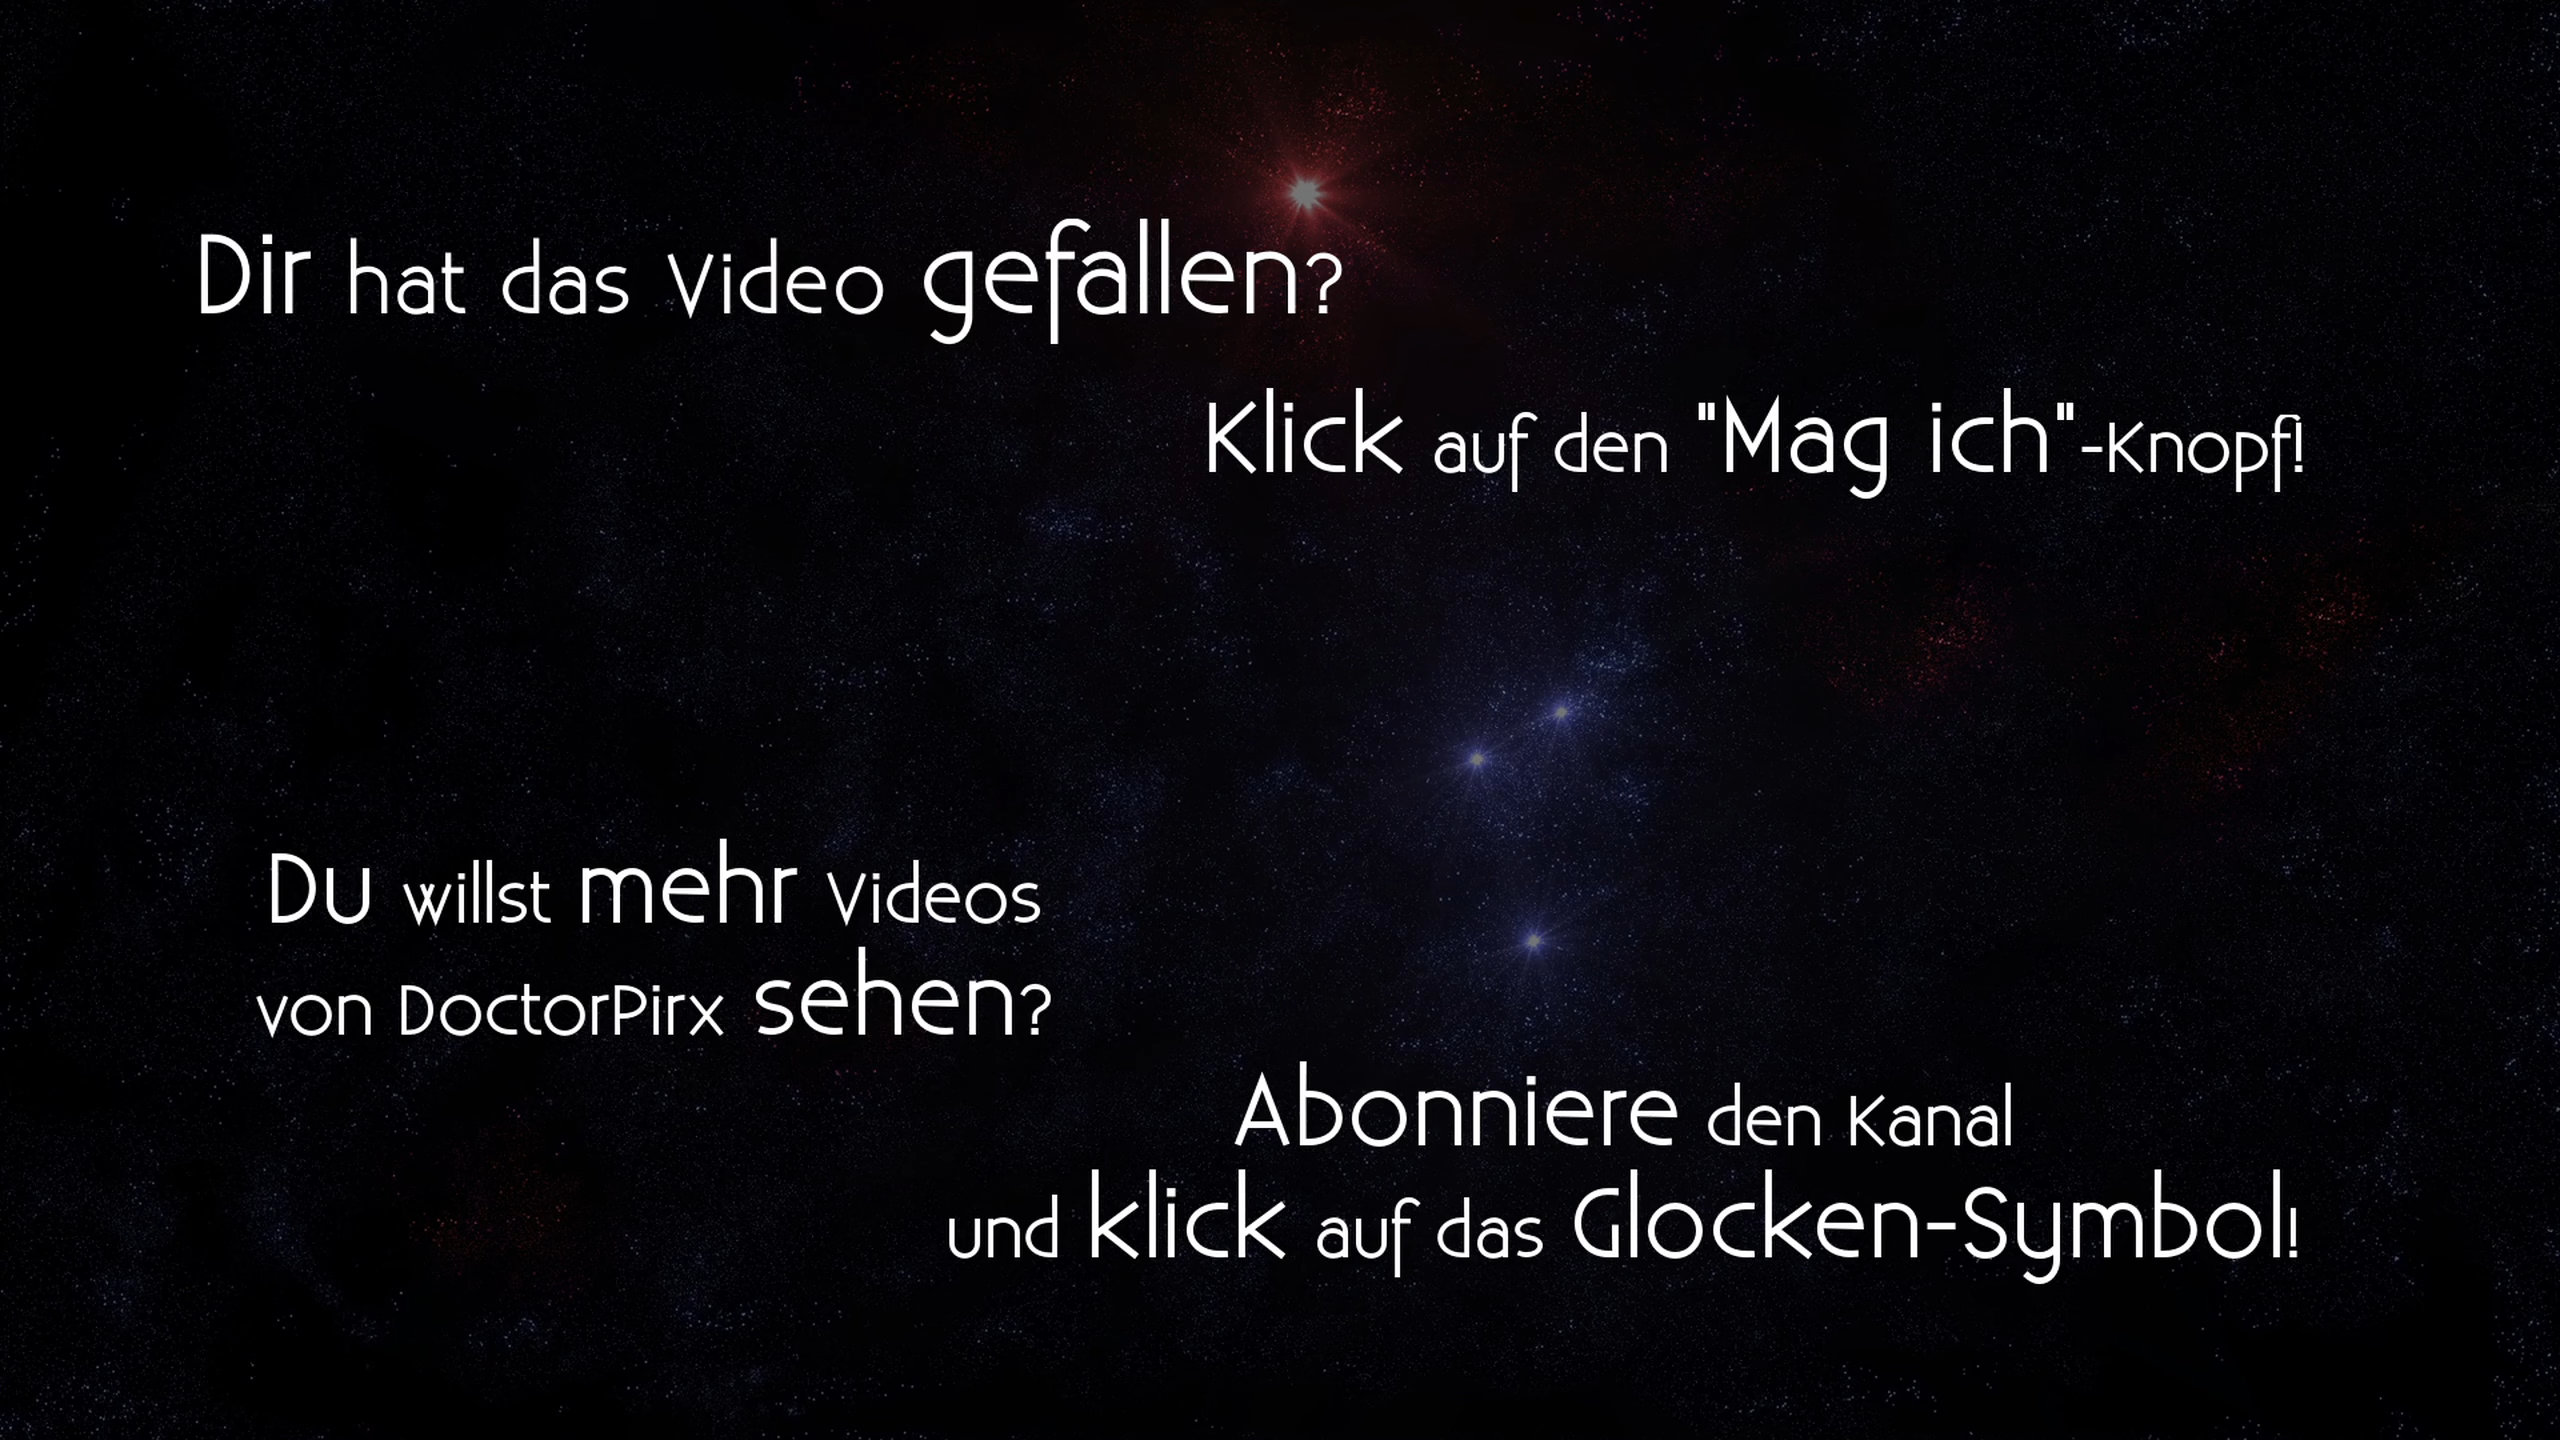 Dir hat das Video gefallen?
Klick auf den "Mag ich"-Knopf!
Du willst mehr Videos
von DoctorPirx sehen?
Abonniere den Kanal
und klick auf das Glocken-Symbol!